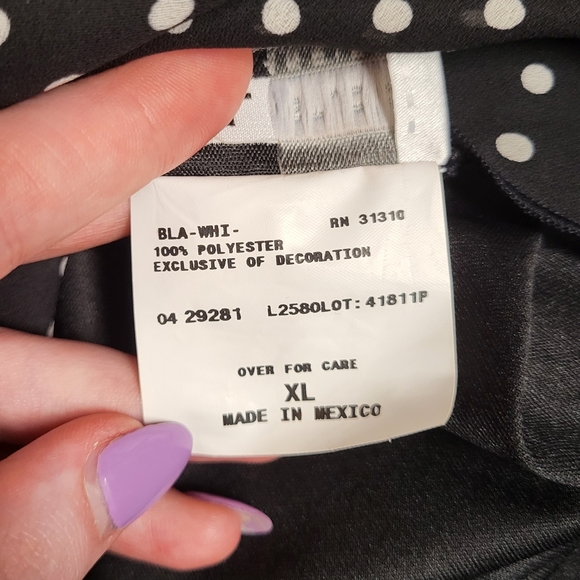 BLA-WHI- RN 31310
100% POLYESTER
EXCLUSIVE OF DECORATION
04 29281 L2580LOT: 41811P
OVER FOR CARE
XL
MADE IN MEXICO